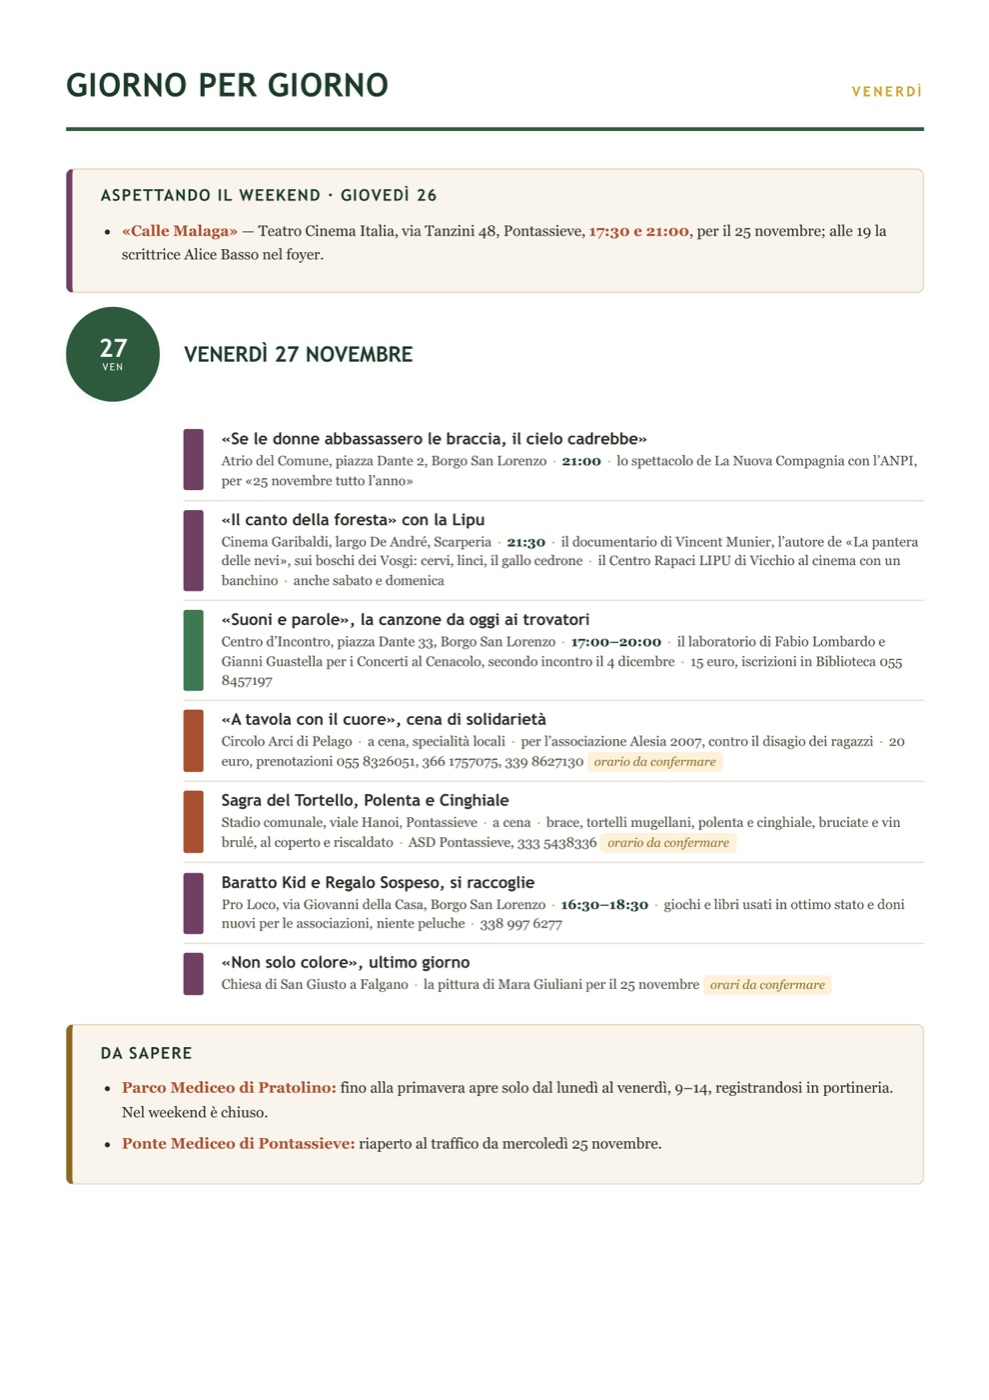 GIORNO PER GIORNO
VENERDÌ
ASPETTANDO IL WEEKEND · GIOVEDÌ 26
• «Calle Malaga» — Teatro Cinema Italia, via Tanzini 48, Pontassieve, 17:30 e 21:00, per il 25 novembre; alle 19 la
scrittrice Alice Basso nel foyer.
27
VEN
VENERDÌ 27 NOVEMBRE
«Se le donne abbassassero le braccia, il cielo cadrebbe»
Atrio del Comune, piazza Dante 2, Borgo San Lorenzo · 21:00 · lo spettacolo de La Nuova Compagnia con l’ANPI,
per «25 novembre tutto l’anno»
«Il canto della foresta» con la Lipu
Cinema Garibaldi, largo De André, Scarperia · 21:30 · il documentario di Vincent Munier, l’autore de «La pantera
delle nevi», sui boschi dei Vosgi: cervi, linci, il gallo cedrone · il Centro Rapaci LIPU di Vicchio al cinema con un
banchino · anche sabato e domenica
«Suoni e parole», la canzone da oggi ai trovatori
Centro d’Incontro, piazza Dante 33, Borgo San Lorenzo · 17:00–20:00 · il laboratorio di Fabio Lombardo e
Gianni Guastella per i Concerti al Cenacolo, secondo incontro il 4 dicembre · 15 euro, iscrizioni in Biblioteca 055
8457197
«A tavola con il cuore», cena di solidarietà
Circolo Arci di Pelago · a cena, specialità locali · per l’associazione Alesia 2007, contro il disagio dei ragazzi · 20
euro, prenotazioni 055 8326051, 366 1757075, 339 8627130 orario da confermare
Sagra del Tortello, Polenta e Cinghiale
Stadio comunale, viale Hanoi, Pontassieve · a cena · brace, tortelli mugellani, polenta e cinghiale, bruciate e vin
brulé, al coperto e riscaldato · ASD Pontassieve, 333 5438336 orario da confermare
Baratto Kid e Regalo Sospeso, si raccoglie
Pro Loco, via Giovanni della Casa, Borgo San Lorenzo · 16:30–18:30 · giochi e libri usati in ottimo stato e doni
nuovi per le associazioni, niente peluche · 338 997 6277
«Non solo colore», ultimo giorno
Chiesa di San Giusto a Falgano · la pittura di Mara Giuliani per il 25 novembre orari da confermare
DA SAPERE
• Parco Mediceo di Pratolino: fino alla primavera apre solo dal lunedì al venerdì, 9–14, registrandosi in portineria.
Nel weekend è chiuso.
• Ponte Mediceo di Pontassieve: riaperto al traffico da mercoledì 25 novembre.